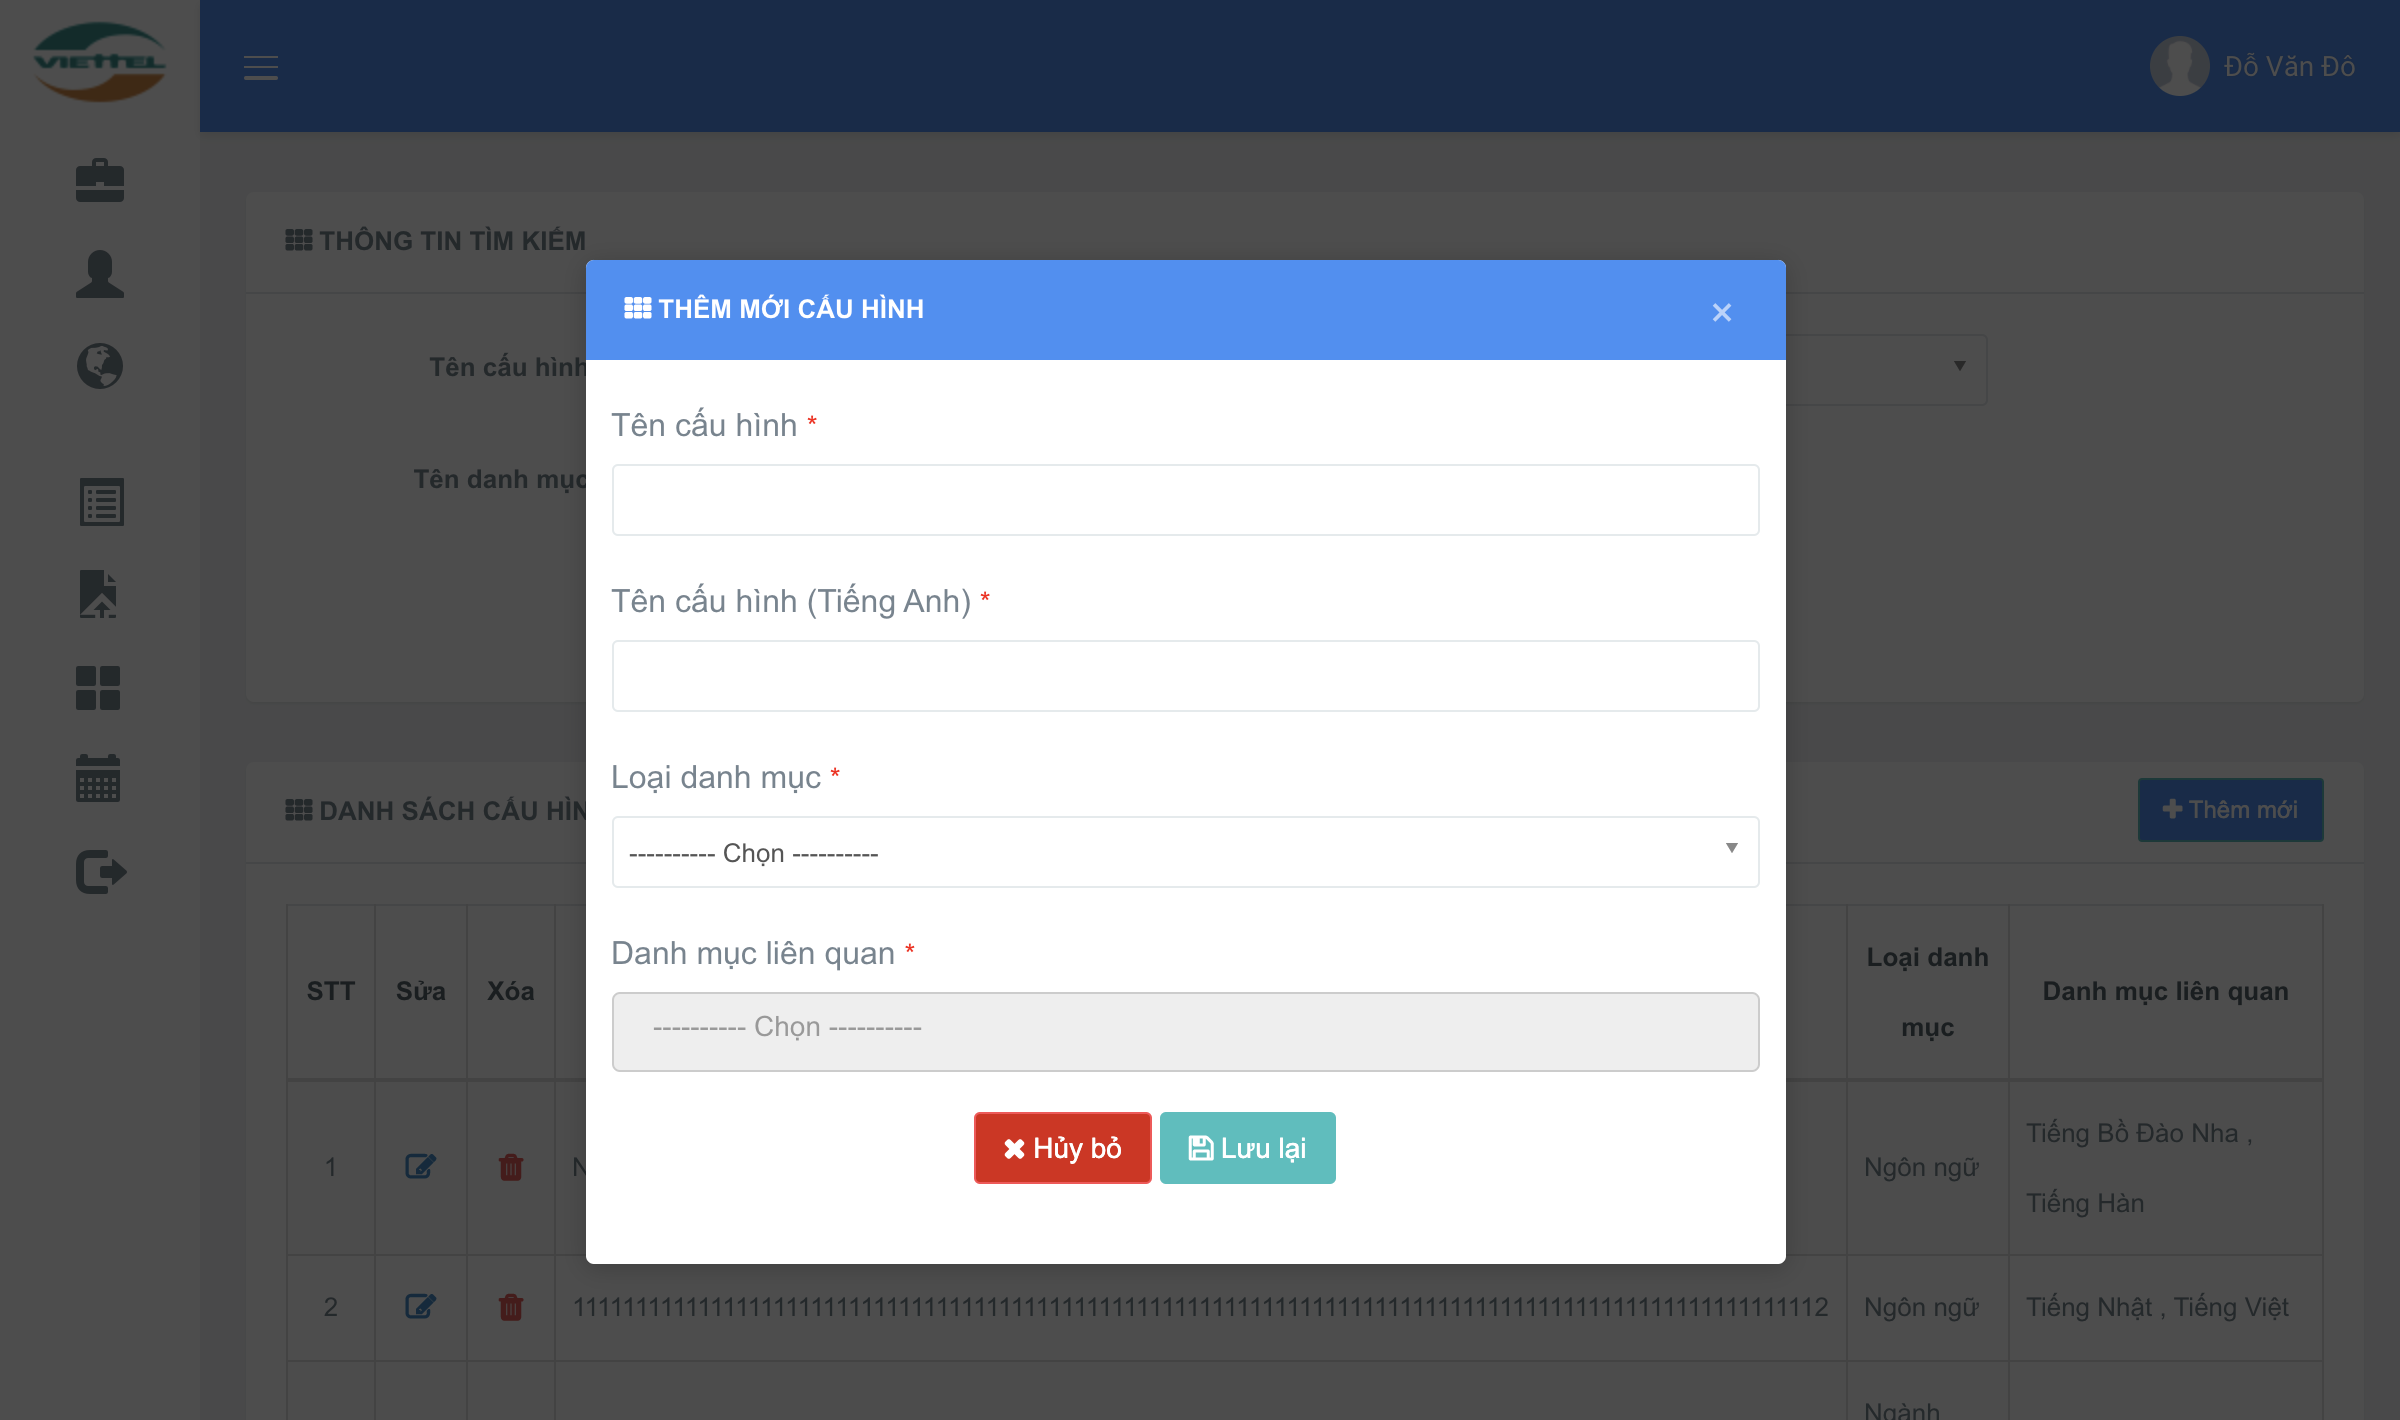 VIETTEL
Đỗ Văn Đô
THÔNG TIN TÌM KIẾM
Tên cấu hình
Tên danh mục
THÊM MỚI CẤU HÌNH
×
Tên cấu hình *
Tên cấu hình (Tiếng Anh) *
Loại danh mục *
---------- Chọn ----------
Danh mục liên quan *
---------- Chọn ----------
Hủy bỏ
Lưu lại
DANH SÁCH CẤU HÌN
Thêm mới
STT
Sửa
Xóa
Loại danh
mục
Danh mục liên quan
1
N
Ngôn ngữ
Tiếng Bồ Đào Nha ,
Tiếng Hàn
2
Ngôn ngữ
Tiếng Nhật , Tiếng Việt
Ngành